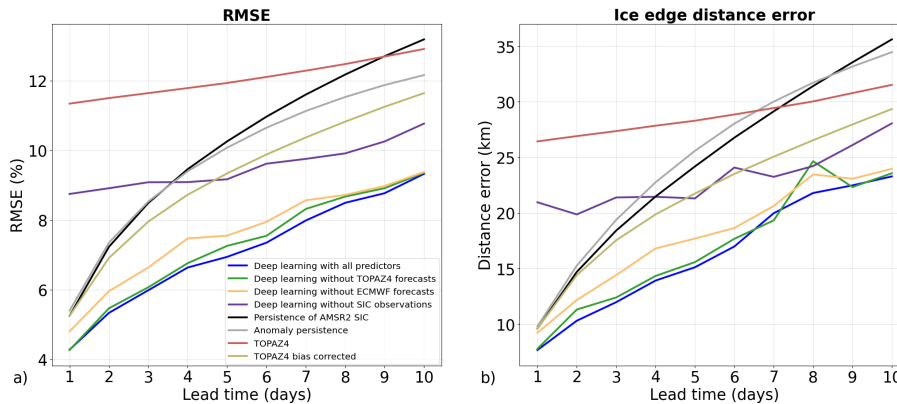 RMSE
RMSE (%)
12
10
8
6
4
Deep learning with all predictors
Deep learning without TOPAZ4 forecasts
Deep learning without ECMWF forecasts
Deep learning without SIC observations
Persistence of AMSR2 SIC
Anomaly persistence
TOPAZ4
TOPAZ4 bias corrected
1 2 3 4 5 6 7 8 9 10
a)
Lead time (days)
Ice edge distance error
Distance error (km)
35
30
25
20
15
10
1 2 3 4 5 6 7 8 9 10
b)
Lead time (days)